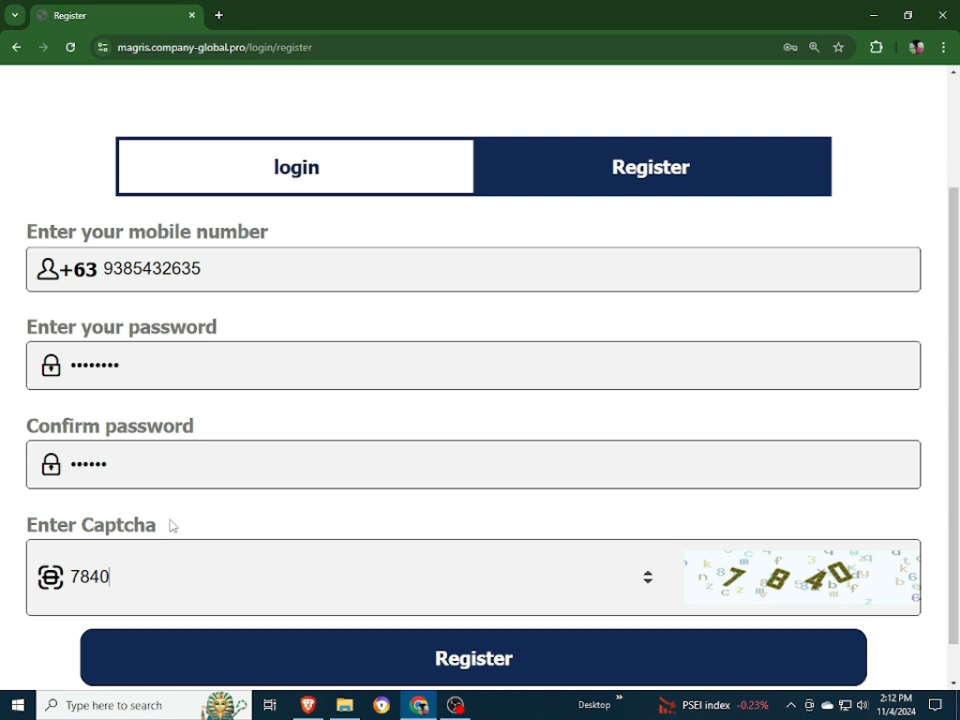 Register
magris.company-global.pro/login/register
login
Register
Enter your mobile number
+63 9385432635
Enter your password
••••••••
Confirm password
••••••
Enter Captcha
7840
7840
Register
Type here to search
Desktop
PSEI index -0.23%
2:12 PM
11/4/2024